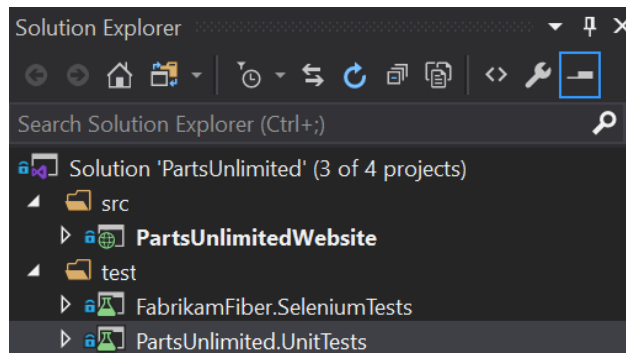 Solution Explorer
Search Solution Explorer (Ctrl+;)
Solution 'PartsUnlimited' (3 of 4 projects)
src
PartsUnlimitedWebsite
test
FabrikamFiber.SeleniumTests
PartsUnlimited.UnitTests